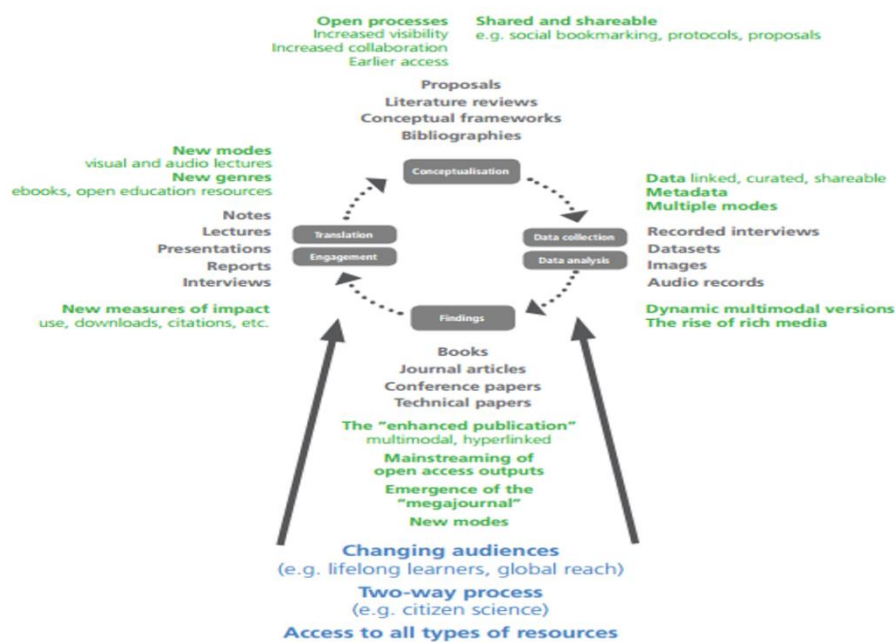 Open processes
Increased visibility
Increased collaboration
Earlier access
Shared and shareable
e.g. social bookmarking, protocols, proposals
Proposals
Literature reviews
Conceptual frameworks
Bibliographies
Conceptualisation
New modes
visual and audio lectures
New genres
ebooks, open education resources
Notes
Lectures
Presentations
Reports
Interviews
New measures of impact
use, downloads, citations, etc.
Translation
Engagement
Data collection
Data analysis
Data linked, curated, shareable
Metadata
Multiple modes
Recorded interviews
Datasets
Images
Audio records
Dynamic multimodal versions
The rise of rich media
Findings
Books
Journal articles
Conference papers
Technical papers
The “enhanced publication”
multimodal, hyperlinked
Mainstreaming of
open access outputs
Emergence of the
“megajournal”
New modes
Changing audiences
(e.g. lifelong learners, global reach)
Two-way process
(e.g. citizen science)
Access to all types of resources